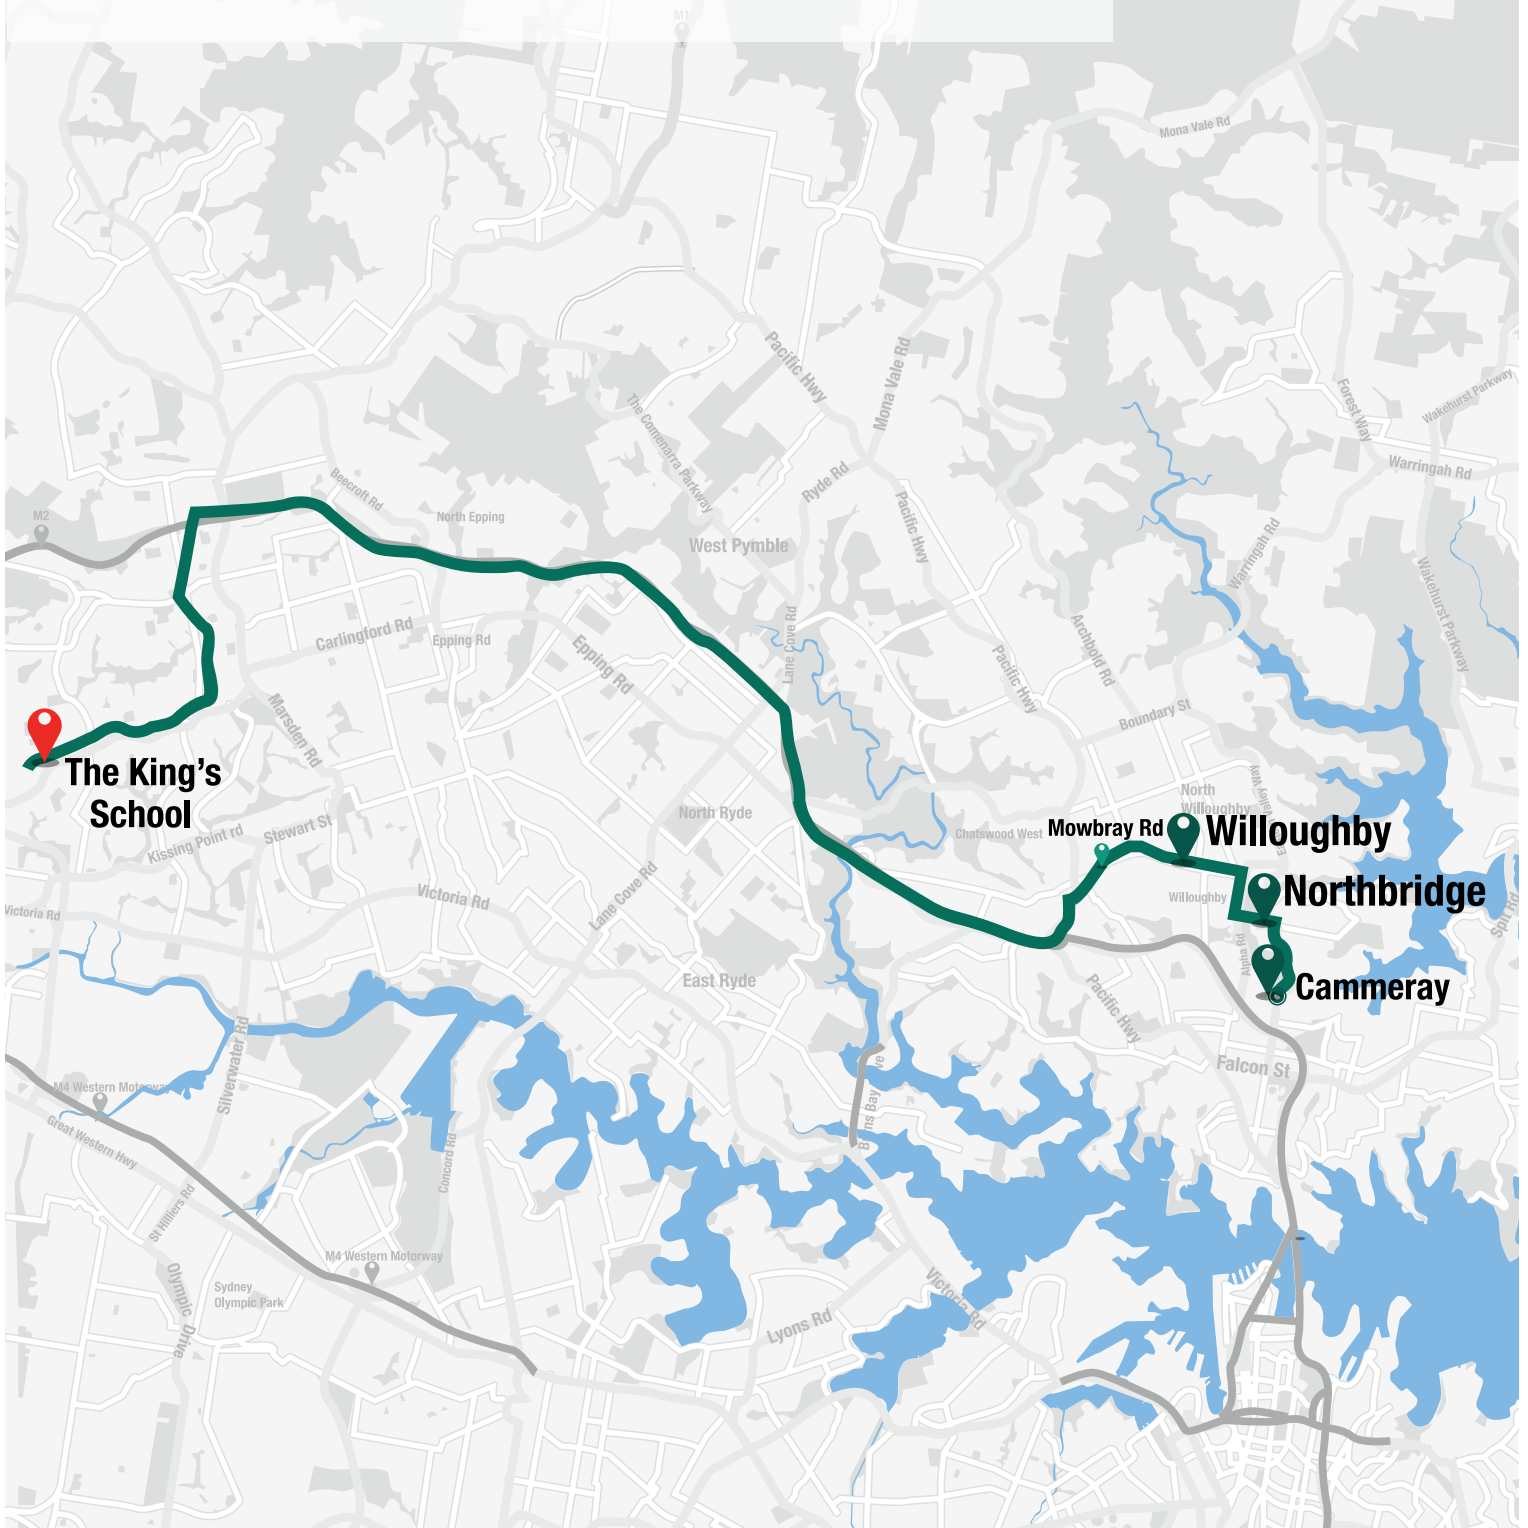 M1
Mona Vale Rd
Pacific Hwy
Mona Vale Rd
The Comenarra Parkway
Forest Way
Wakehurst Parkway
Warringah Rd
Beecroft Rd
Ryde Rd
M2
North Epping
Pacific Hwy
West Pymble
Warringah Rd
Wakehurst Parkway
Carlingford Rd
Epping Rd
Epping Rd
Lane Cove Rd
Archbold Rd
Pacific Hwy
Marsden Rd
Boundary St
The King's
School
North
Willoughby
North Ryde
Stewart St
Kissing Point rd
Chatswood West
Mowbray Rd
Willoughby
Victoria Rd
Lane Cove Rd
Willoughby
Northbridge
Victoria Rd
Spit Rd
Alpha Rd
East Ryde
Pacific Hwy
Cammeray
Silverwater Rd
Falcon St
M4 Western Motorway
Great Western Hwy
Concord Rd
St Hilliers Rd
M4 Western Motorway
Olympic Drive
Sydney
Olympic Park
Victoria Rd
Lyons Rd